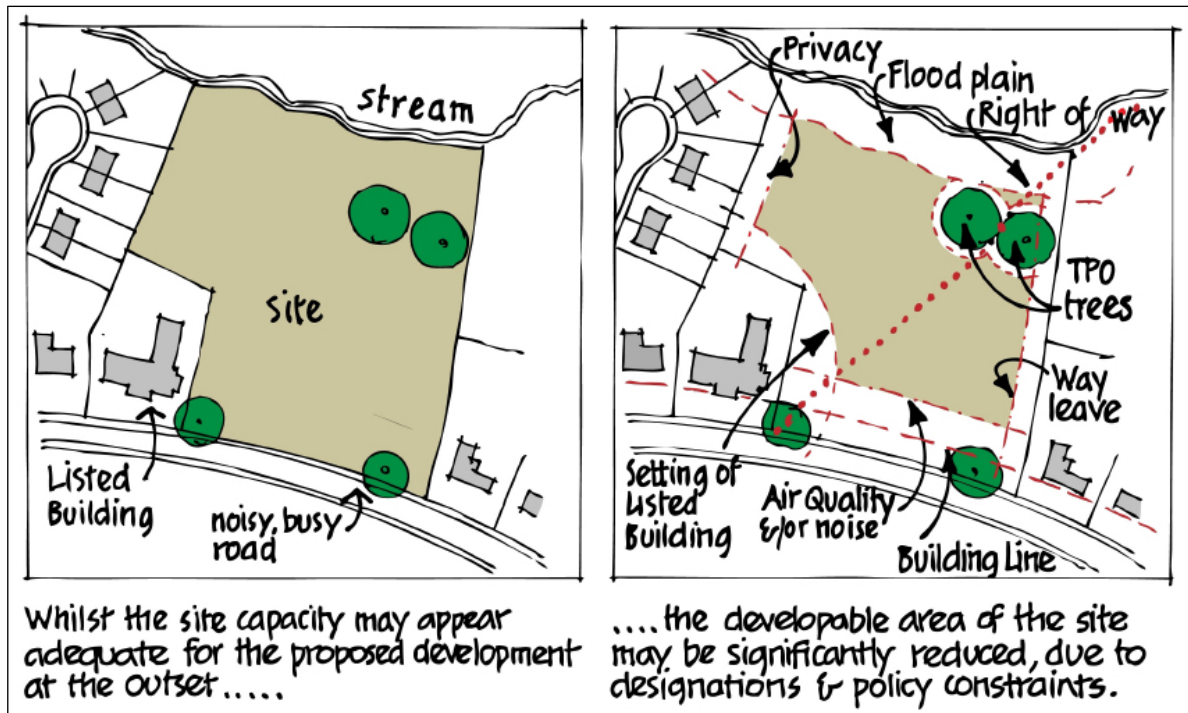 stream
site
Listed
Building
noisy, busy
road
Whilst the site capacity may appear
adequate for the proposed development
at the outset.....
Privacy
Flood plain
Right of way
TPO
trees
Way
leave
Setting of
Listed
Building
Air Quality
&/or noise
Building Line
....the developable area of the site
may be significantly reduced, due to
designations & policy constraints.